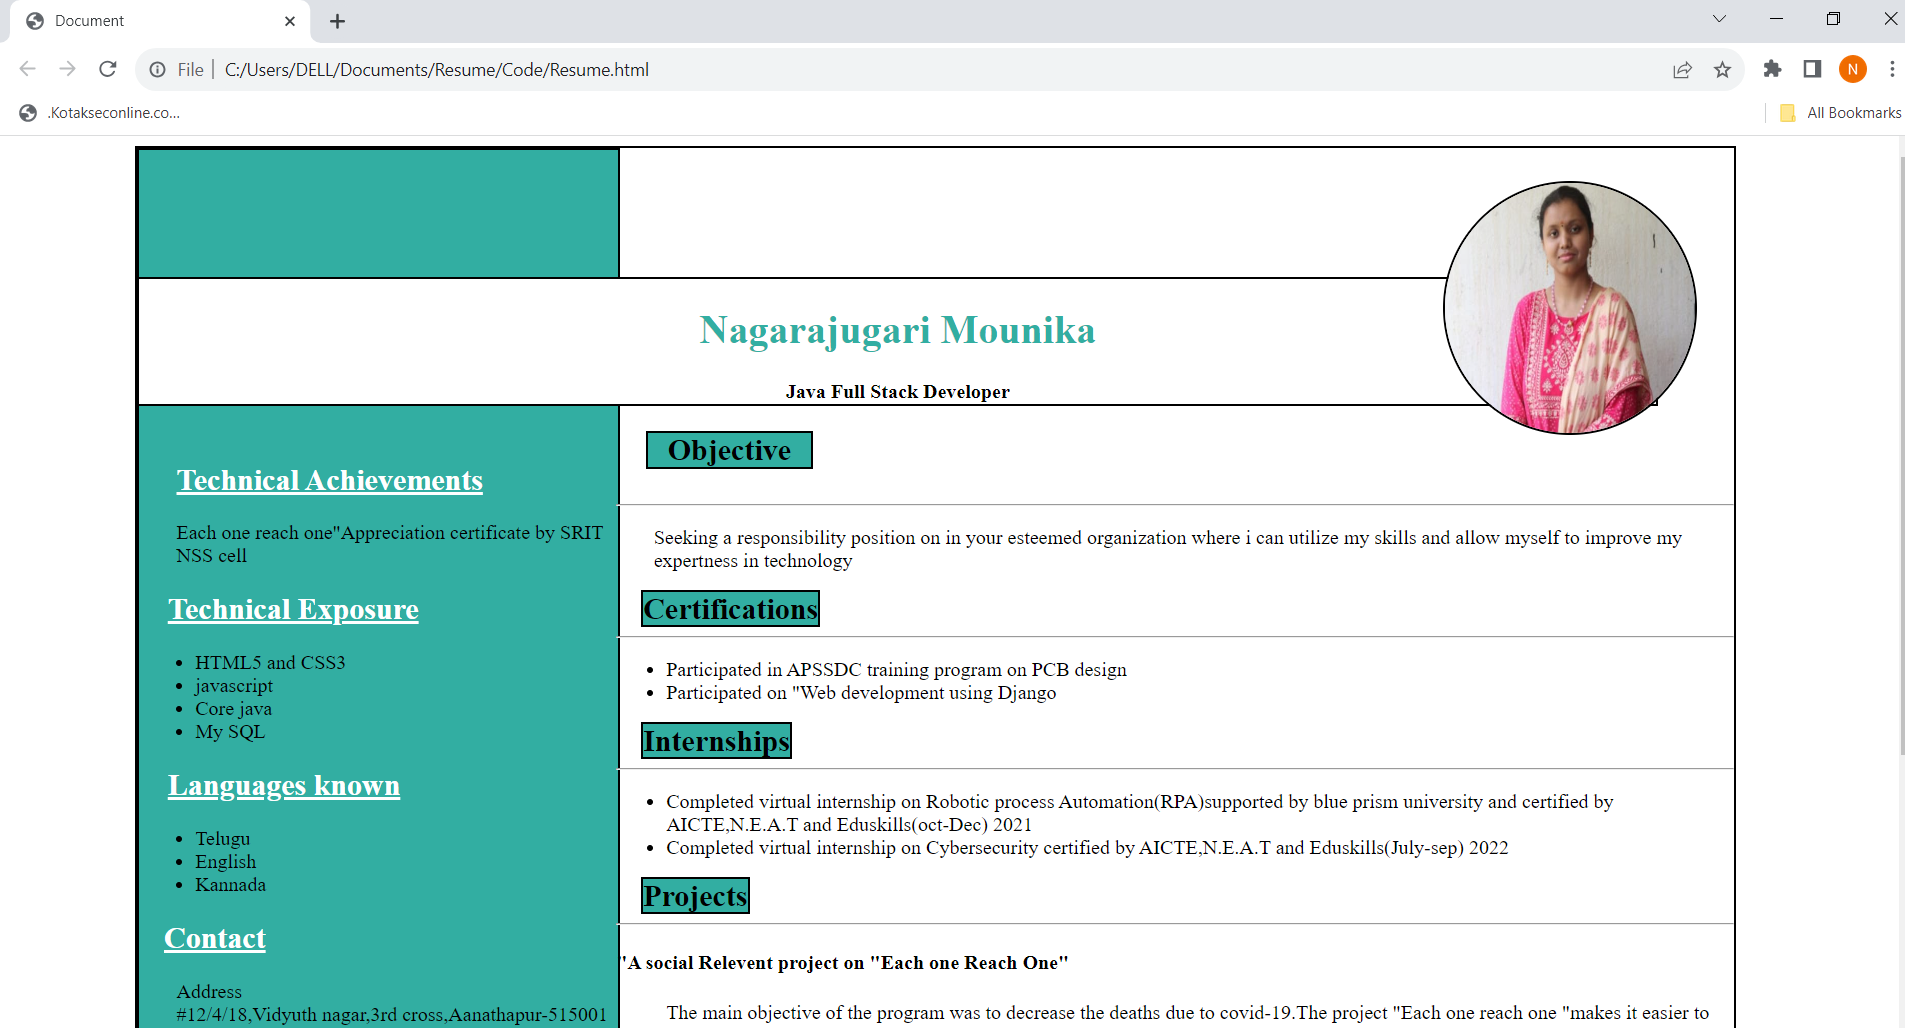 Document
File
C:/Users/DELL/Documents/Resume/Code/Resume.html
N
.Kotakseconline.co...
All Bookmarks
Nagarajugari Mounika
Java Full Stack Developer
Technical Achievements
Each one reach one"Appreciation certificate by SRIT
NSS cell
Technical Exposure
HTML5 and CSS3
javascript
Core java
My SQL
Languages known
Telugu
English
Kannada
Contact
Address
#12/4/18,Vidyuth nagar,3rd cross,Aanathapur-515001
Objective
Seeking a responsibility position on in your esteemed organization where i can utilize my skills and allow myself to improve my
expertness in technology
Certifications
Participated in APSSDC training program on PCB design
Participated on "Web development using Django
Internships
Completed virtual internship on Robotic process Automation(RPA)supported by blue prism university and certified by
AICTE,N.E.A.T and Eduskills(oct-Dec) 2021
Completed virtual internship on Cybersecurity certified by AICTE,N.E.A.T and Eduskills(July-sep) 2022
Projects
"A social Relevent project on "Each one Reach One"
The main objective of the program was to decrease the deaths due to covid-19.The project "Each one reach one "makes it easier to